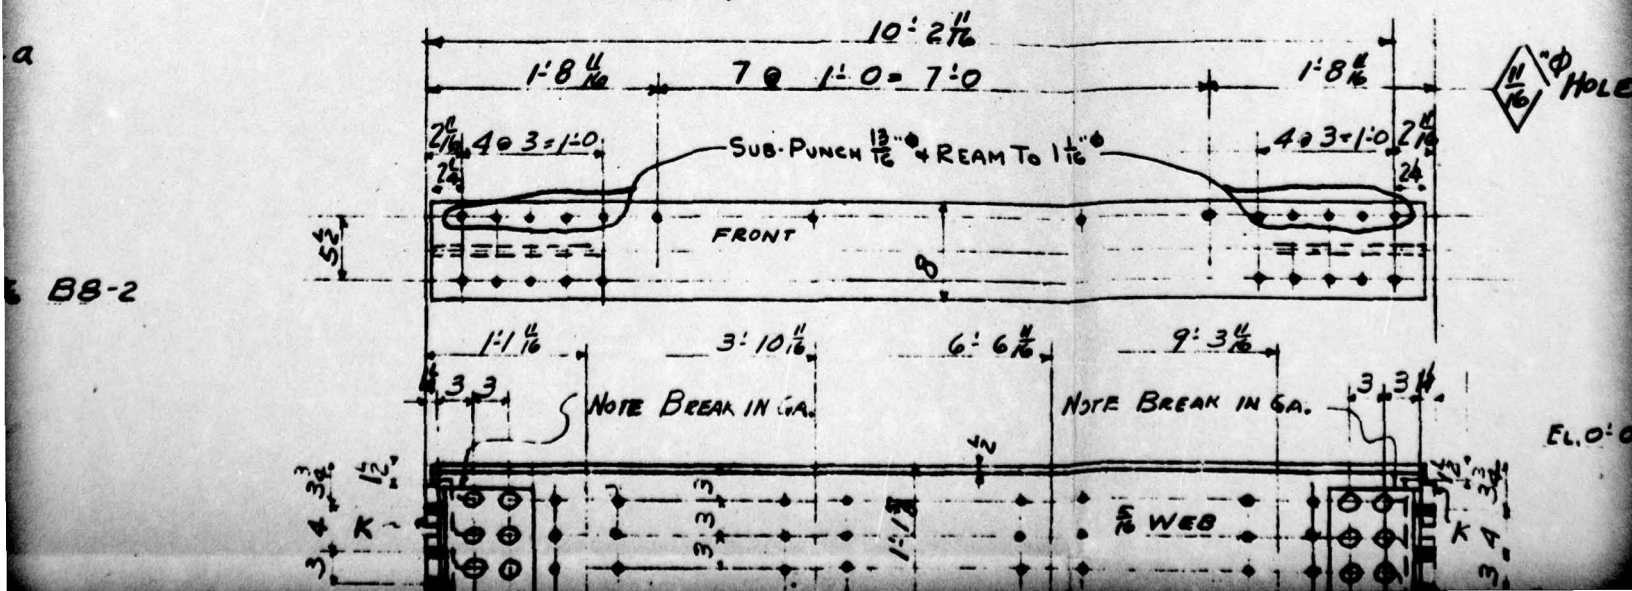 a
10'-2 11/16
1'-8 11/16 7 @ 1'-0 = 7'-0 1'-8 11/16
11/16 "Φ HOLE
2 11/16 4 @ 3 = 1'-0 SUB-PUNCH 13/16"Φ & REAM TO 1 1/16"Φ 4 @ 3 = 1'-0 2 11/16
2 1/4 2 1/4
5 1/2 FRONT 8
BB-2
1'-1 11/16 3'-10 11/16 6'-6 11/16 9'-3 11/16
3 3 3 3
NOTE BREAK IN GA. NOTE BREAK IN GA.
EL. 0'-0
3 3/4 1 1/2 1/2 1 1/2 3 3/4
4 K 3 3 3 5/16 WEB K 4
3 3